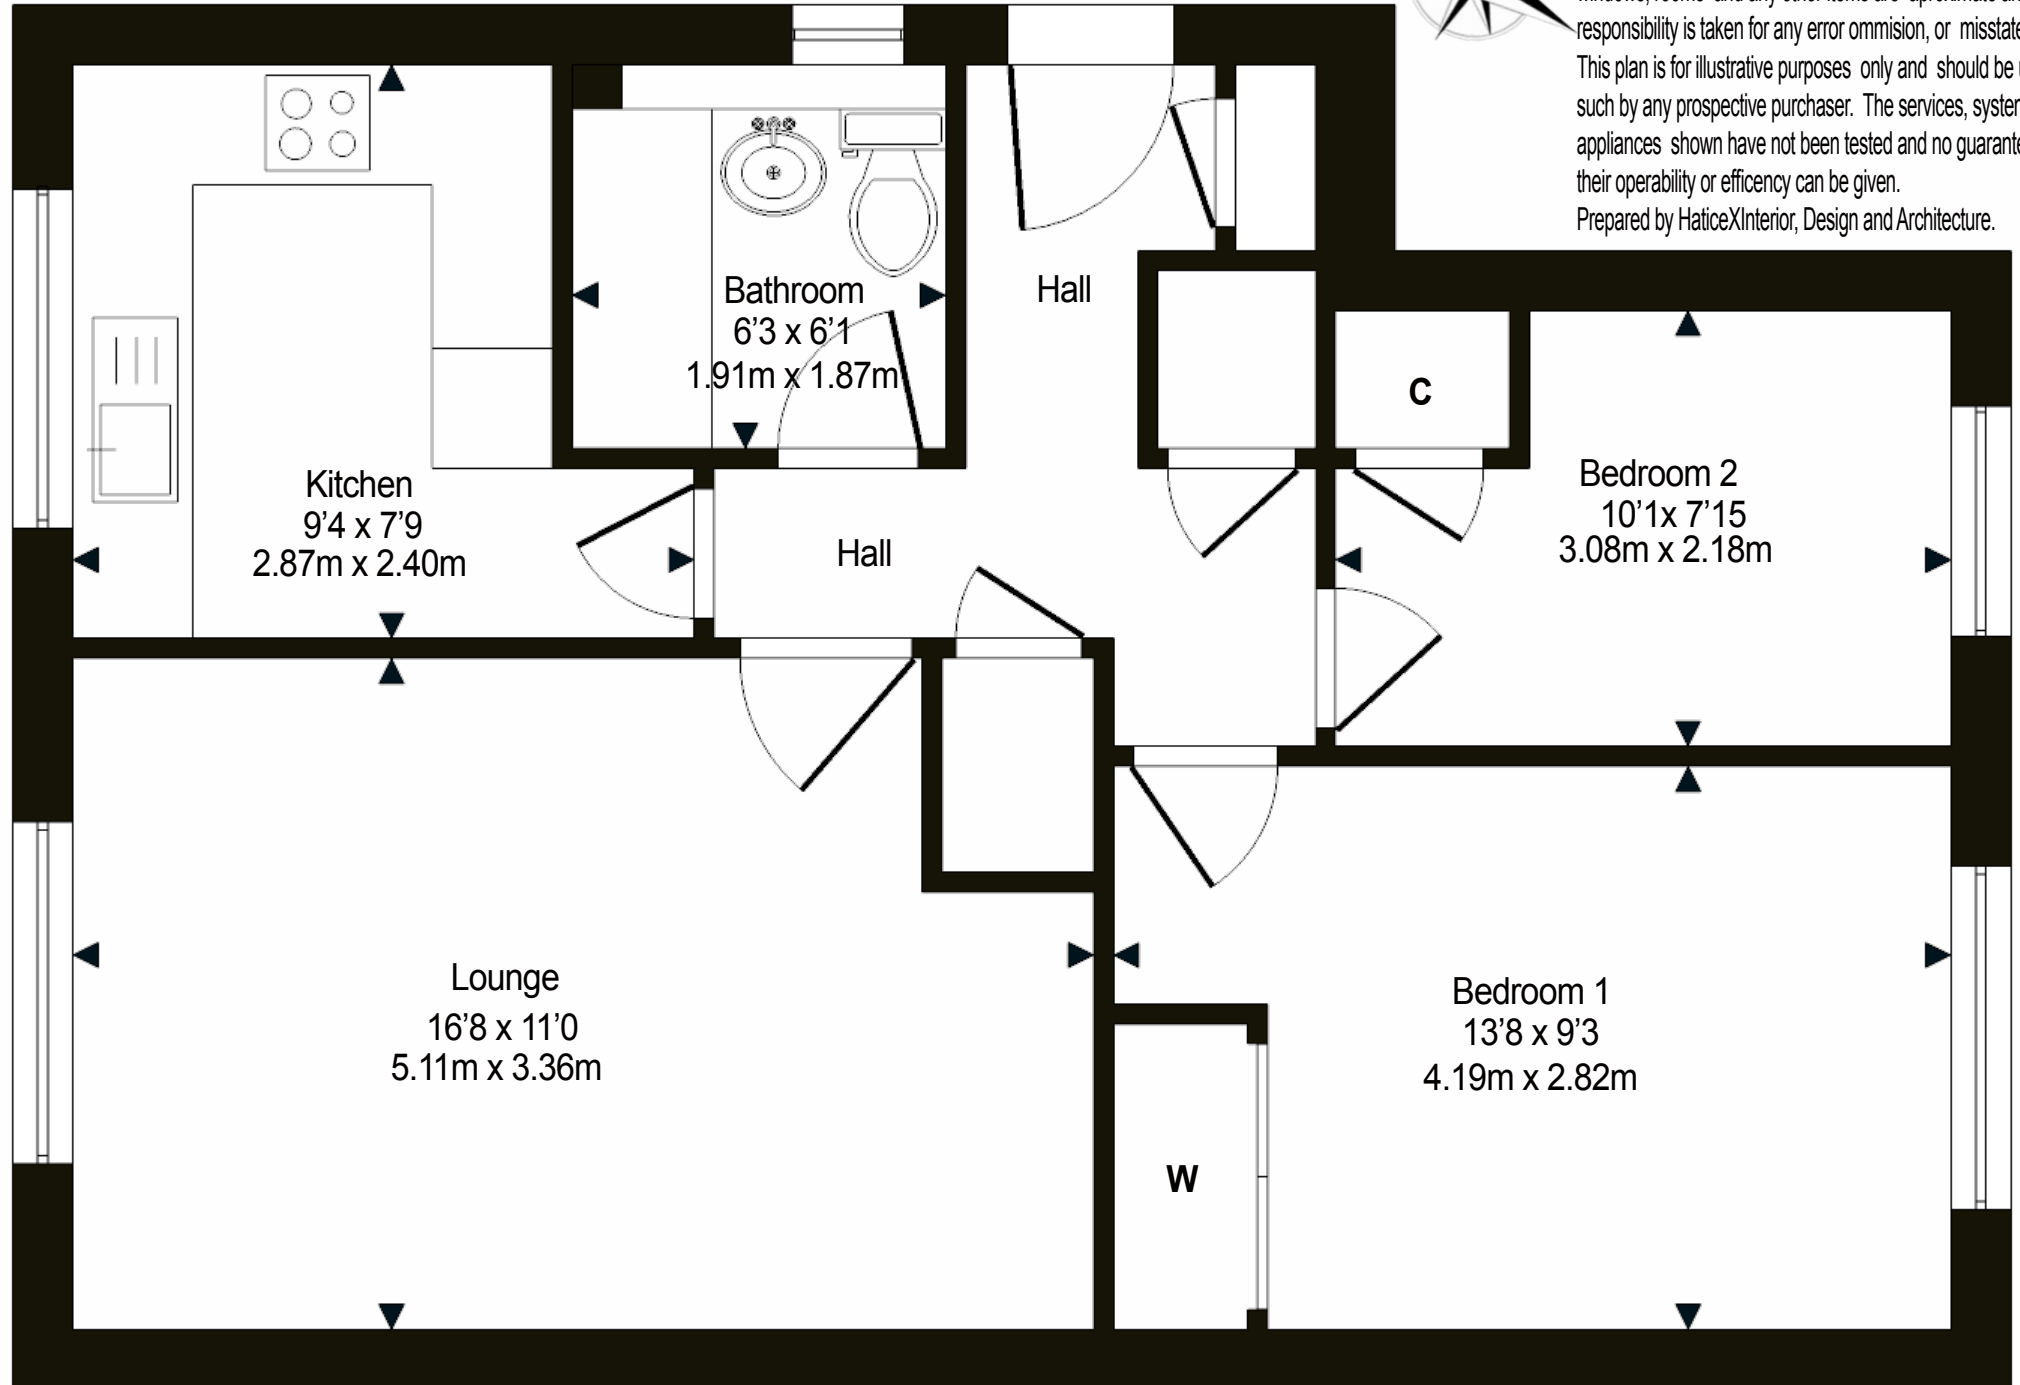 responsibility is taken for any error ommision, or
This plan is for illustrative purposes only and should be
such by any prospective purchaser. The services,
appliances shown have not been tested and no
their operability or efficency can be given.
Prepared by HaticeXInterior, Design and Architecture.
Bathroom
6'3 x 6'1
1.91m x 1.87m
Hall
C
Kitchen
9'4 x 7'9
2.87m x 2.40m
Hall
Bedroom 2
10'1x 7'15
3.08m x 2.18m
Lounge
16'8 x 11'0
5.11m x 3.36m
Bedroom 1
13'8 x 9'3
4.19m x 2.82m
W